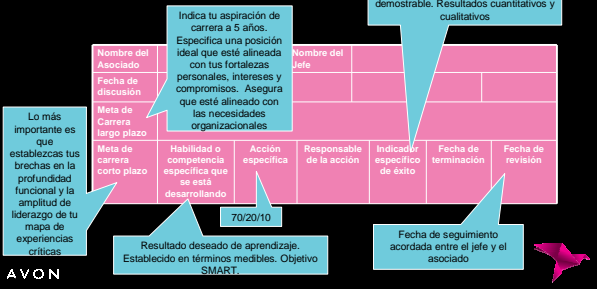 demostrable. Resultados cuantitativos y
cualitativos
Indica tu aspiración de
carrera a 5 años.
Especifica una posición
ideal que esté alineada
con tus fortalezas
personales, intereses y
compromisos.  Asegura
que esté alineado con
las necesidades
organizacionales
Nombre del
Asociado
Nombre del
Jefe
Fecha de
discusión
Meta de
Carrera
largo plazo
Lo más
importante es
que
establezcas tus
brechas en la
profundidad
funcional y la
amplitud de
liderazgo de tu
mapa de
experiencias
críticas
Meta de
carrera
corto plazo
Habilidad o
competencia
específica que
se está
desarrollando
Acción
específica
Responsable
de la acción
Indicador
específico
de éxito
Fecha de
terminación
Fecha de
revisión
70/20/10
Resultado deseado de aprendizaje.
Establecido en términos medibles. Objetivo
SMART.
Fecha de seguimiento
acordada entre el jefe y el
asociado
AVON